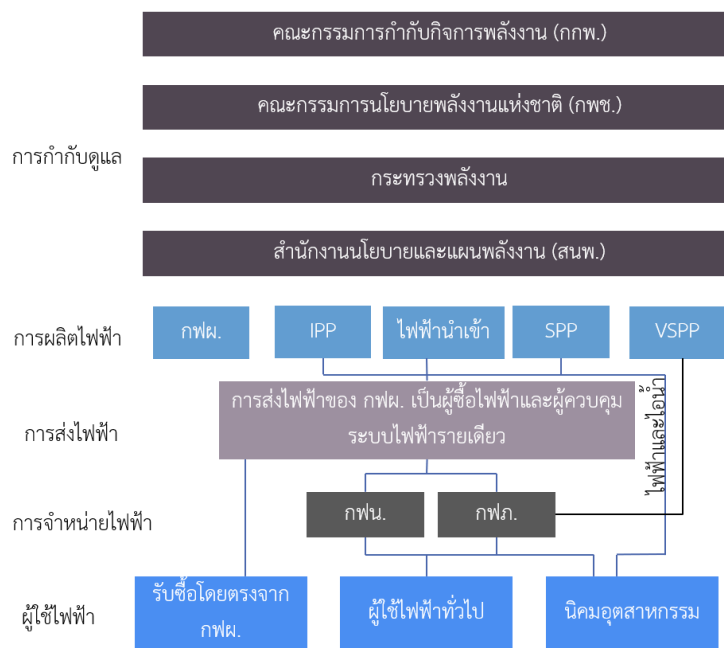 คณะกรรมการกำกับกิจการพลังงาน (กกพ.)
คณะกรรมการนโยบายพลังงานแห่งชาติ (กพช.)
การกำกับดูแล
กระทรวงพลังงาน
สำนักงานนโยบายและแผนพลังงาน (สนพ.)
การผลิตไฟฟ้า
กฟผ.
IPP
ไฟฟ้านำเข้า
SPP
VSPP
การส่งไฟฟ้า
การส่งไฟฟ้าของ กฟผ. เป็นผู้ซื้อไฟฟ้าและผู้ควบคุม
ระบบไฟฟ้ารายเดียว
ไฟฟ้าและไอน้ำ
การจำหน่ายไฟฟ้า
กฟน.
กฟภ.
ผู้ใช้ไฟฟ้า
รับซื้อโดยตรงจาก
กฟผ.
ผู้ใช้ไฟฟ้าทั่วไป
นิคมอุตสาหกรรม